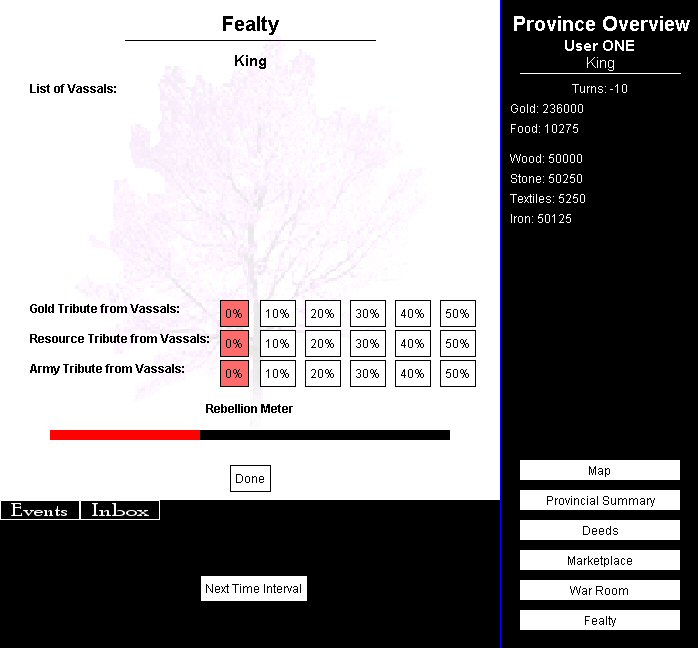 Fealty
King
List of Vassals:
Gold Tribute from Vassals: 0% 10% 20% 30% 40% 50%
Resource Tribute from Vassals: 0% 10% 20% 30% 40% 50%
Army Tribute from Vassals: 0% 10% 20% 30% 40% 50%
Rebellion Meter
Done
Events Inbox
Next Time Interval
Province Overview
User ONE
King
Turns: -10
Gold: 236000
Food: 10275
Wood: 50000
Stone: 50250
Textiles: 5250
Iron: 50125
Map
Provincial Summary
Deeds
Marketplace
War Room
Fealty